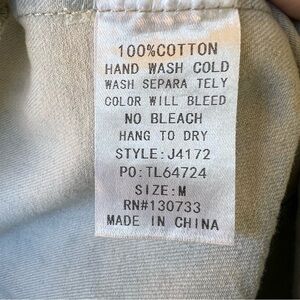 100%COTTON
HAND WASH COLD
WASH SEPARA TELY
COLOR WILL BLEED
NO BLEACH
HANG TO DRY
STYLE:J4172
PO:TL64724
SIZE:M
RN#130733
MADE IN CHINA